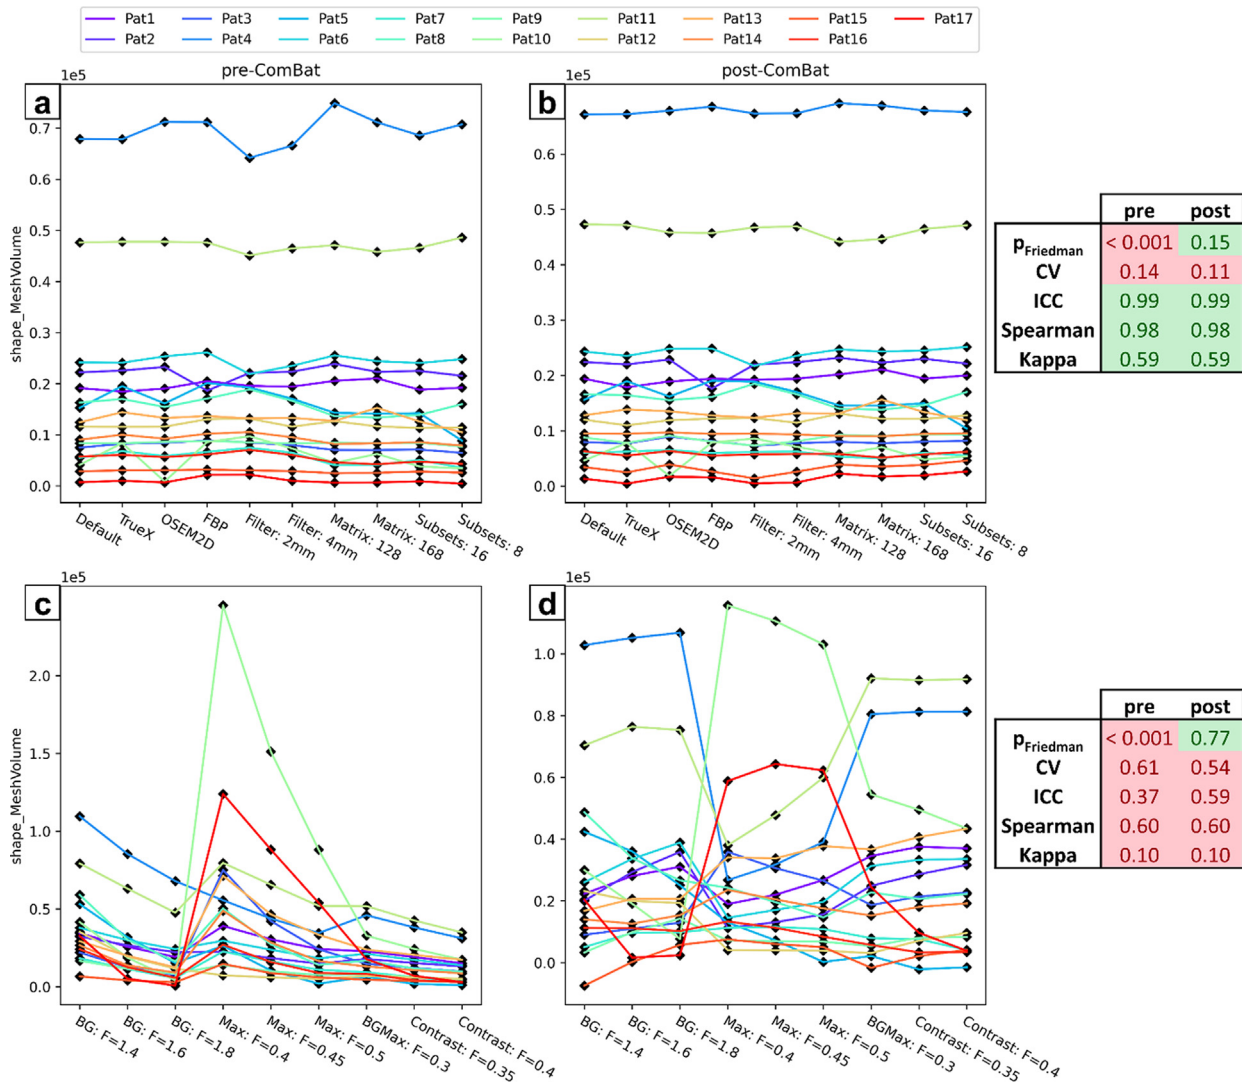 Pat1 Pat3 Pat5 Pat7 Pat9 Pat11 Pat13 Pat15 Pat17
Pat2 Pat4 Pat6 Pat8 Pat10 Pat12 Pat14 Pat16
pre-ComBat
1e5
a
shape_MeshVolume
0.7
0.6
0.5
0.4
0.3
0.2
0.1
0.0
Default
TrueX
OSEM2D
FBP
Filter: 2mm
Filter: 4mm
Matrix: 128
Matrix: 168
Subsets: 16
Subsets: 8
post-ComBat
1e5
b
0.6
0.5
0.4
0.3
0.2
0.1
0.0
Default
TrueX
OSEM2D
FBP
Filter: 2mm
Filter: 4mm
Matrix: 128
Matrix: 168
Subsets: 16
Subsets: 8
pre post
pFriedman < 0.001 0.15
CV 0.14 0.11
ICC 0.99 0.99
Spearman 0.98 0.98
Kappa 0.59 0.59
1e5
c
shape_MeshVolume
2.0
1.5
1.0
0.5
0.0
BG: F=1.4
BG: F=1.6
BG: F=1.8
Max: F=0.4
Max: F=0.45
Max: F=0.5
BGMax: F=0.3
Contrast: F=0.35
Contrast: F=0.4
1e5
d
1.0
0.8
0.6
0.4
0.2
0.0
BG: F=1.4
BG: F=1.6
BG: F=1.8
Max: F=0.4
Max: F=0.45
Max: F=0.5
BGMax: F=0.3
Contrast: F=0.35
Contrast: F=0.4
pre post
pFriedman < 0.001 0.77
CV 0.61 0.54
ICC 0.37 0.59
Spearman 0.60 0.60
Kappa 0.10 0.10